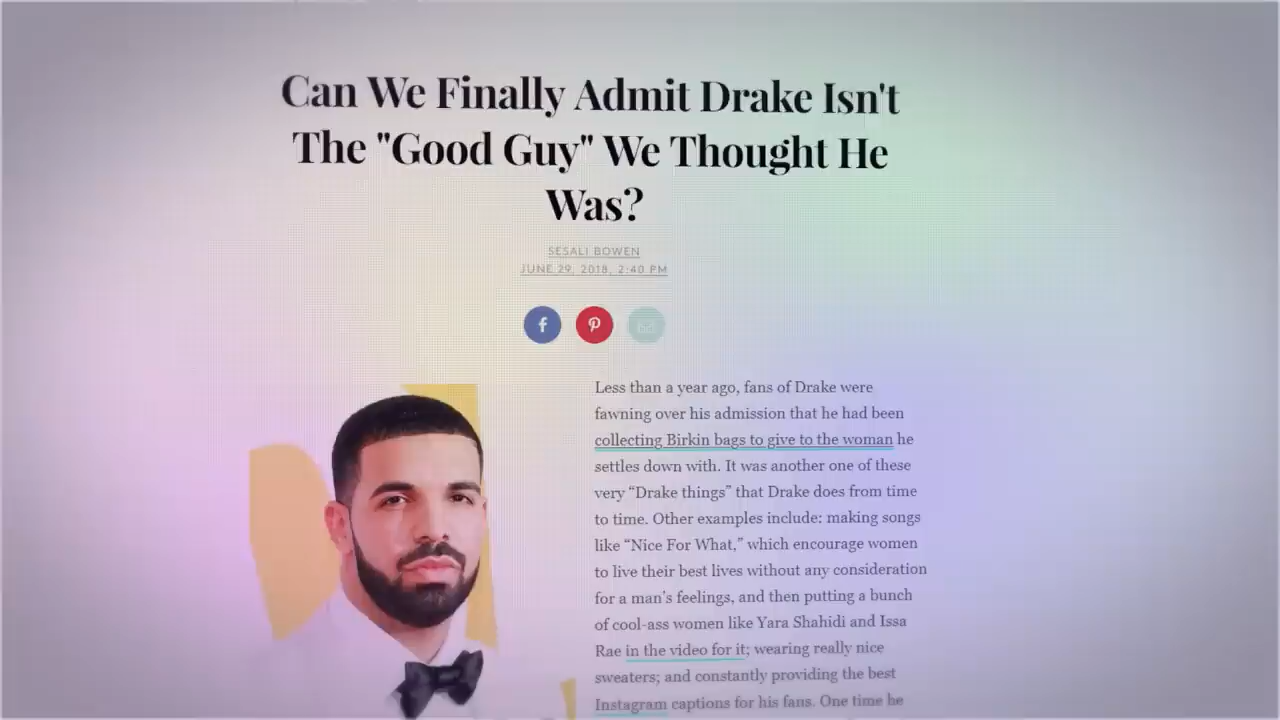 Can We Finally Admit Drake Isn't
The "Good Guy" We Thought He
Was?
SESALI BOWEN
JUNE 29, 2018, 2:40 PM
f
Less than a year ago, fans of Drake were
fawning over his admission that he had been
collecting Birkin bags to give to the woman he
settles down with. It was another one of these
very “Drake things” that Drake does from time
to time. Other examples include: making songs
like “Nice For What,” which encourage women
to live their best lives without any consideration
for a man’s feelings, and then putting a bunch
of cool-ass women like Yara Shahidi and Issa
Rae in the video for it; wearing really nice
sweaters; and constantly providing the best
Instagram captions for his fans. One time he